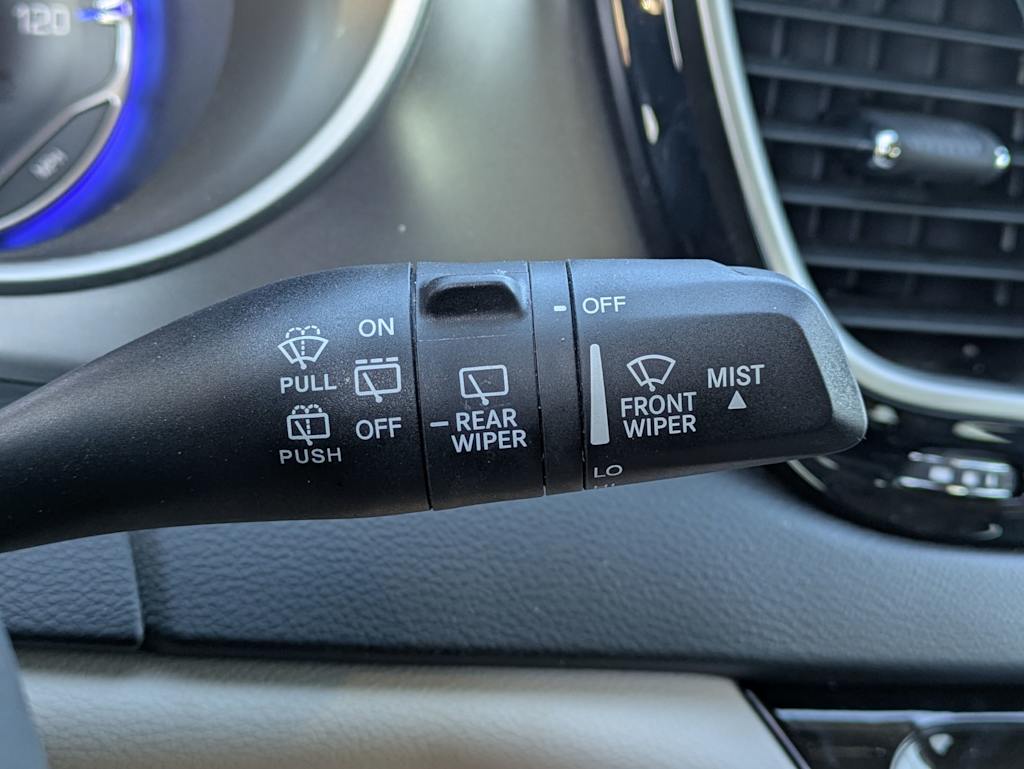 120
MPH
PULL
PUSH
ON
OFF
REAR
WIPER
OFF
FRONT
WIPER
MIST
LO